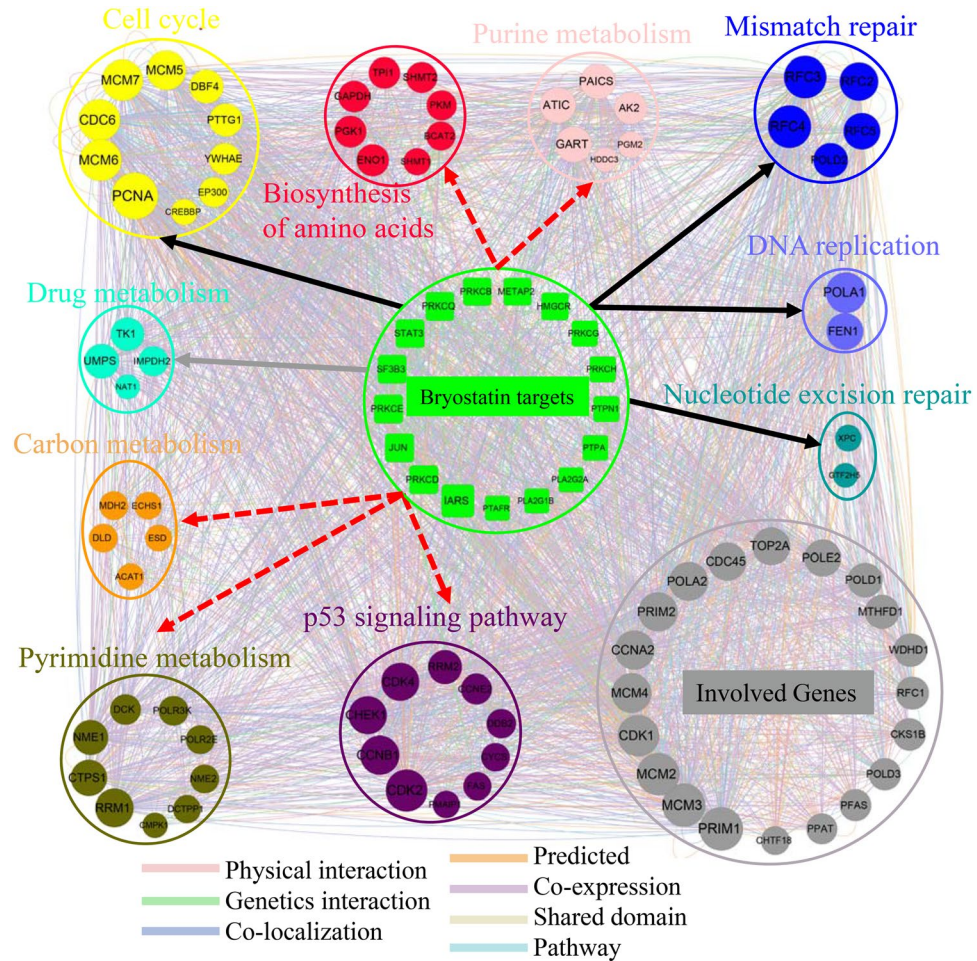 Cell cycle
MCM7
MCM5
DBF4
PTTG1
YWHAE
EP300
CREBBP
PCNA
MCM6
CDC6
TPI1
SHMT2
PKM
BCAT2
SHMT1
ENO1
PGK1
GAPDH
Biosynthesis
of amino acids
Purine metabolism
PAICS
AK2
PGM2
HDDC3
GART
ATIC
Mismatch repair
RFC3
RFC2
RFC5
POLD2
RFC4
DNA replication
POLA1
FEN1
Drug metabolism
TK1
UMPS
IMPDH2
NAT1
PRKCB
METAP2
HMGCR
PRKCG
PRKCH
PTPN1
PTPA
PLA2G2A
PLA2G1B
PTAFR
IARS
PRKCD
JUN
PRKCE
SF3B3
STAT3
PRKCQ
Bryostatin targets
Nucleotide excision repair
XPC
GTF2H5
Carbon metabolism
MDH2
ECHS1
DLD
ESD
ACAT1
Pyrimidine metabolism
DCK
POLR3K
POLR2E
NME2
DCTPP1
CMPK1
RRM1
CTPS1
NME1
p53 signaling pathway
RRM2
CCNE2
DDB2
CYCS
FAS
PMAIP1
CDK2
CCNB1
CHEK1
CDK4
TOP2A
POLE2
POLD1
MTHFD1
WDHD1
RFC1
CKS1B
POLD3
PFAS
PPAT
CHTF18
PRIM1
MCM3
MCM2
CDK1
MCM4
CCNA2
PRIM2
POLA2
CDC45
Involved Genes
Physical interaction
Genetics interaction
Co-localization
Predicted
Co-expression
Shared domain
Pathway